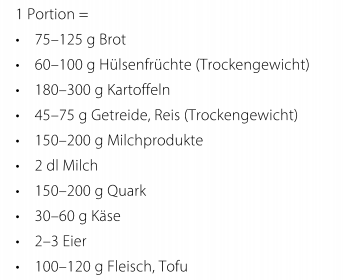 1 Portion =
• 75–125 g Brot
• 60–100 g Hülsenfrüchte (Trockengewicht)
• 180–300 g Kartoffeln
• 45–75 g Getreide, Reis (Trockengewicht)
• 150–200 g Milchprodukte
• 2 dl Milch
• 150–200 g Quark
• 30–60 g Käse
• 2–3 Eier
• 100–120 g Fleisch, Tofu